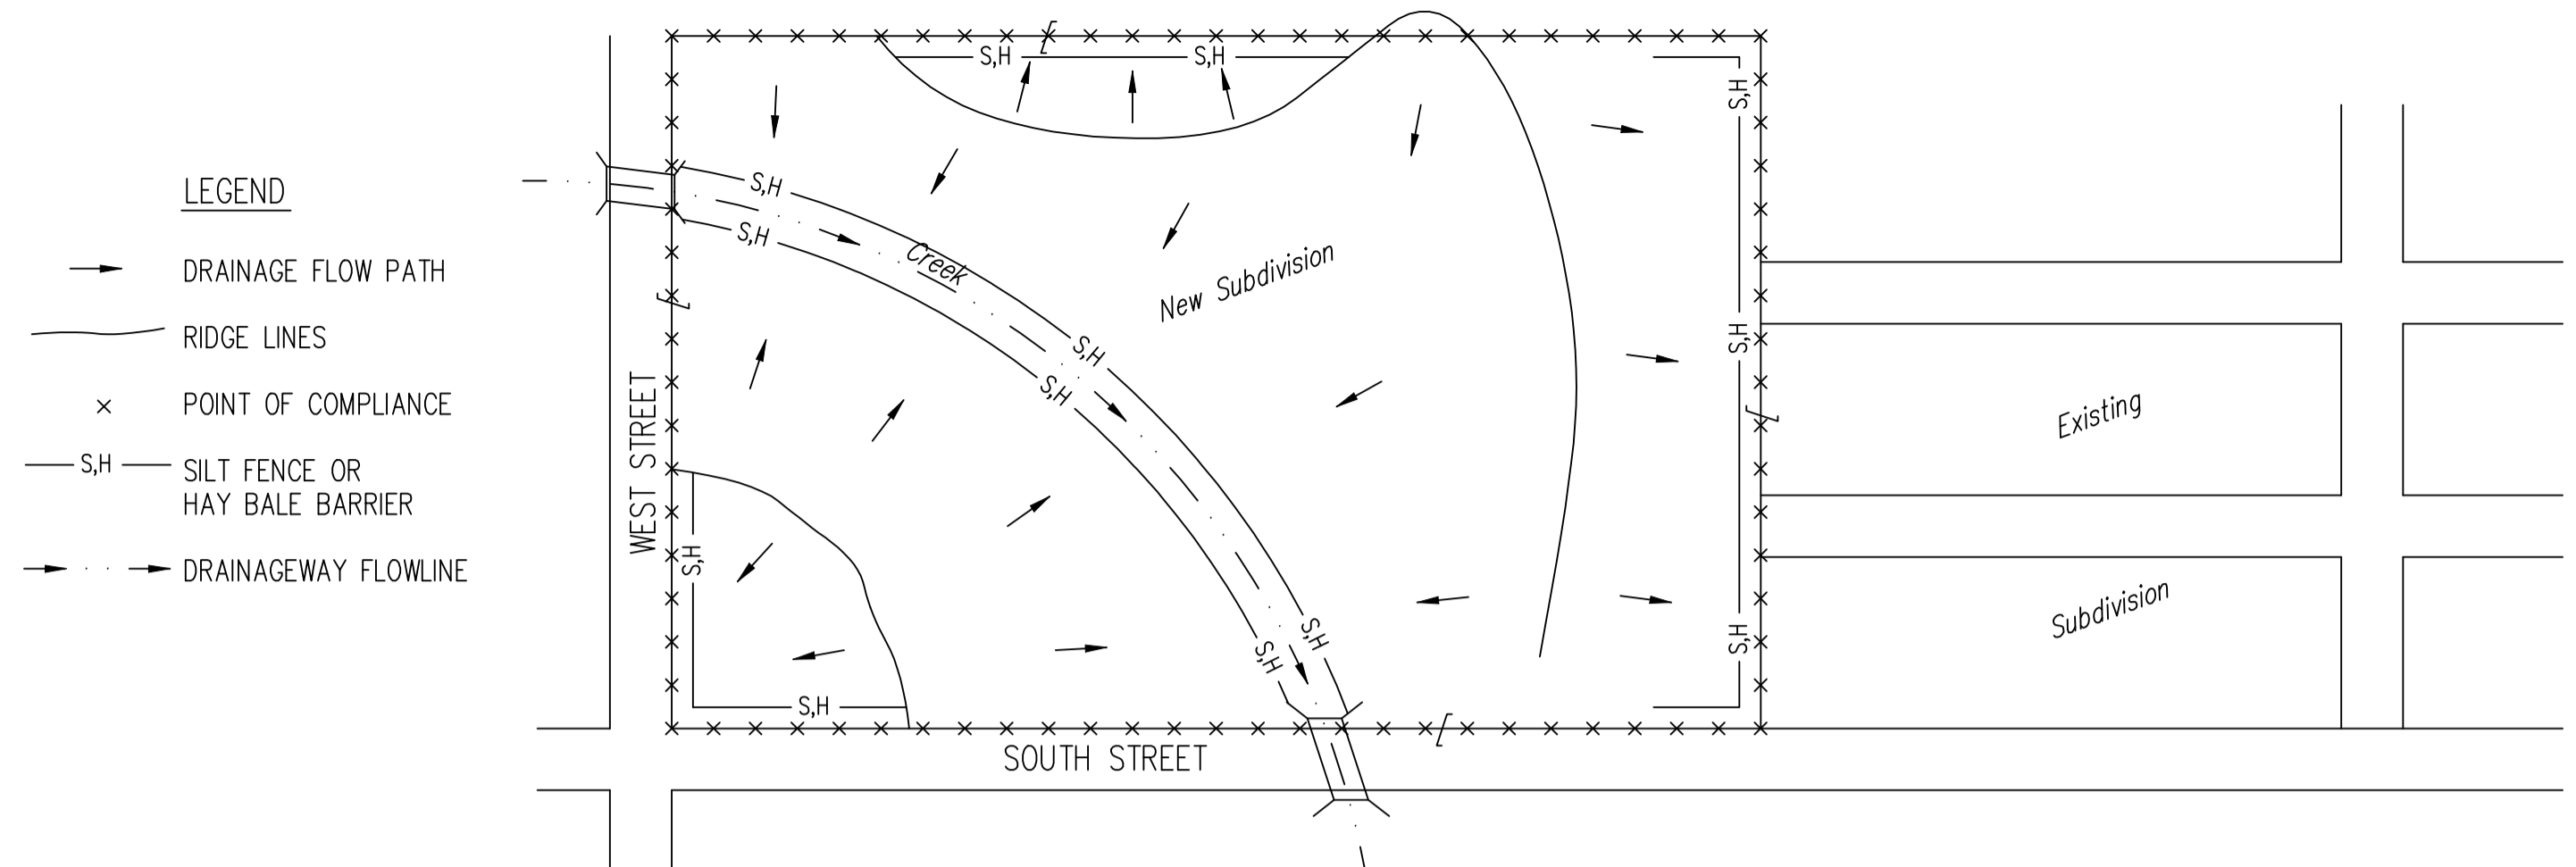 LEGEND
DRAINAGE FLOW PATH
RIDGE LINES
POINT OF COMPLIANCE
S,H
SILT FENCE OR
HAY BALE BARRIER
DRAINAGEWAY FLOWLINE
S,H
S,H
S,H
S,H
S,H
Creek
New Subdivision
S,H
S,H
S,H
WEST STREET
Existing
S,H
S,H
S,H
S,H
Subdivision
S,H
SOUTH STREET